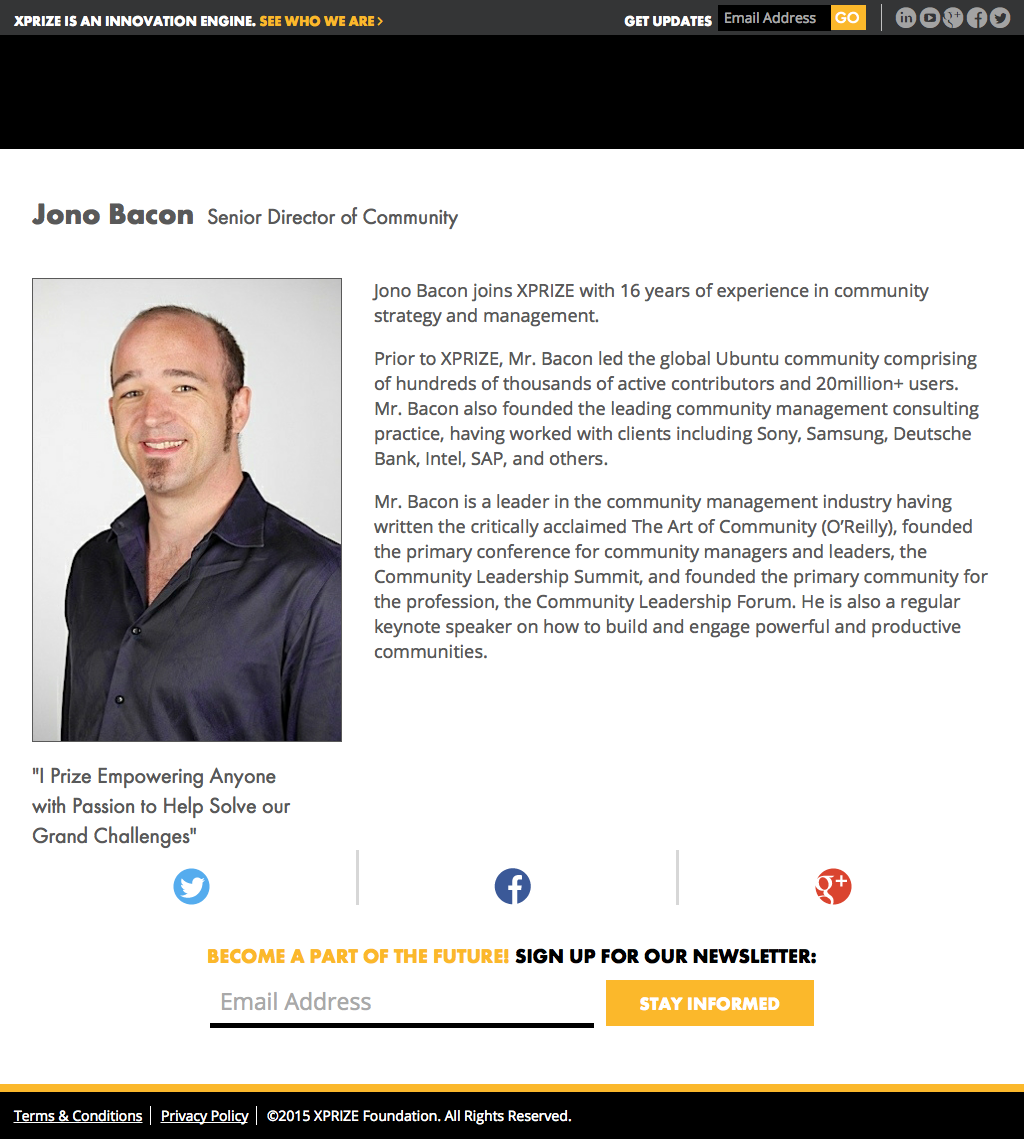 XPRIZE IS AN INNOVATION ENGINE. SEE WHO WE ARE > GET UPDATES Email Address GO
Jono Bacon Senior Director of Community
Jono Bacon joins XPRIZE with 16 years of experience in community
strategy and management.
Prior to XPRIZE, Mr. Bacon led the global Ubuntu community comprising
of hundreds of thousands of active contributors and 20million+ users.
Mr. Bacon also founded the leading community management consulting
practice, having worked with clients including Sony, Samsung, Deutsche
Bank, Intel, SAP, and others.
Mr. Bacon is a leader in the community management industry having
written the critically acclaimed The Art of Community (O’Reilly), founded
the primary conference for community managers and leaders, the
Community Leadership Summit, and founded the primary community for
the profession, the Community Leadership Forum. He is also a regular
keynote speaker on how to build and engage powerful and productive
communities.
"I Prize Empowering Anyone
with Passion to Help Solve our
Grand Challenges"
BECOME A PART OF THE FUTURE! SIGN UP FOR OUR NEWSLETTER:
Email Address STAY INFORMED
Terms & Conditions Privacy Policy ©2015 XPRIZE Foundation. All Rights Reserved.